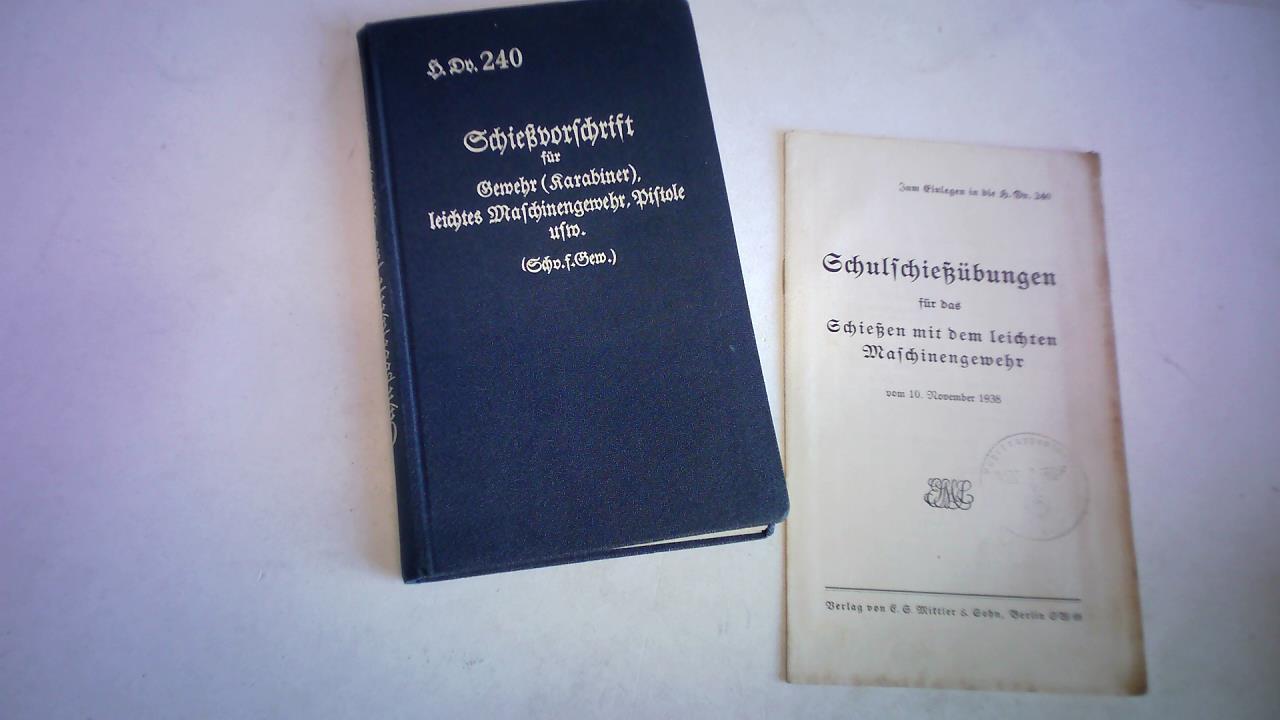 H.Dv. 240
Schießvorschrift
für
Gewehr (Karabiner),
leichtes Maschinengewehr, Pistole
usw.
(Schv.f.Gew.)
Zum Einlegen in die H. Dv. 240
Schulschießübungen
für das
Schießen mit dem leichten
Maschinengewehr
vom 10. November 1938
Verlag von E. S. Mittler & Sohn, Berlin